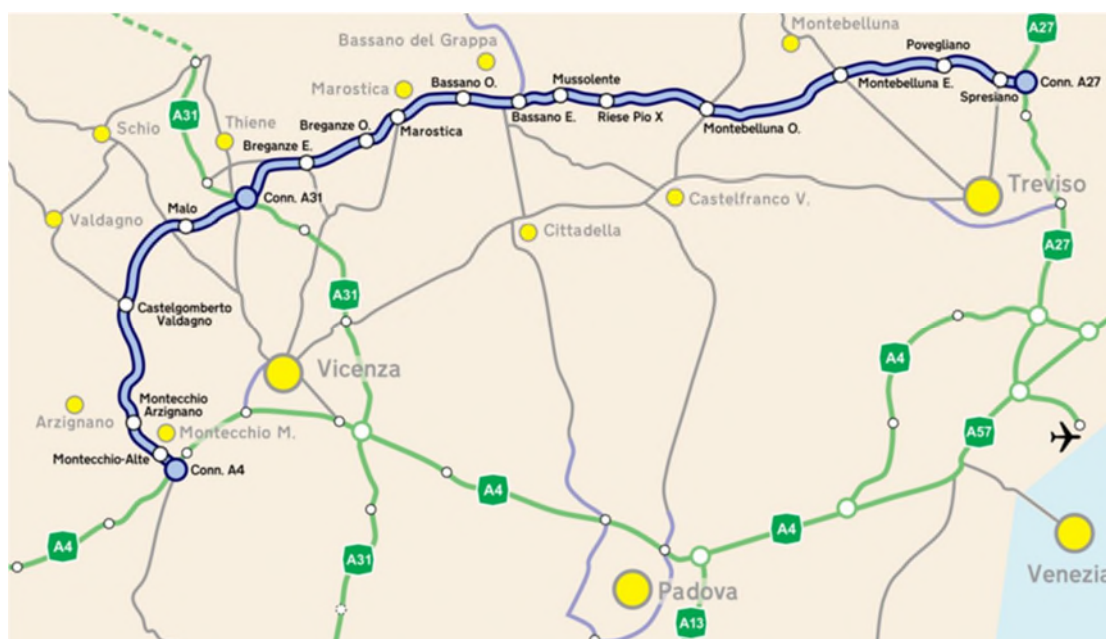 A27
Montebelluna
Bassano del Grappa
Povegliano
Bassano O.
Mussolente
Conn. A27
Marostica
Montebelluna E.
Spresiano
A31
Thiene
Schio
Breganze O.
Marostica
Bassano E.
Riese Pio X
Montebelluna O.
Breganze E.
Treviso
Conn. A31
Castelfranco V.
Malo
Valdagno
Cittadella
A27
A31
Castelgomberto
Valdagno
A4
Vicenza
Montecchio
Arzignano
Arzignano
Montecchio M.
A57
Montecchio-Alte
Conn. A4
A4
A4
A4
A31
Venezia
Padova
A13